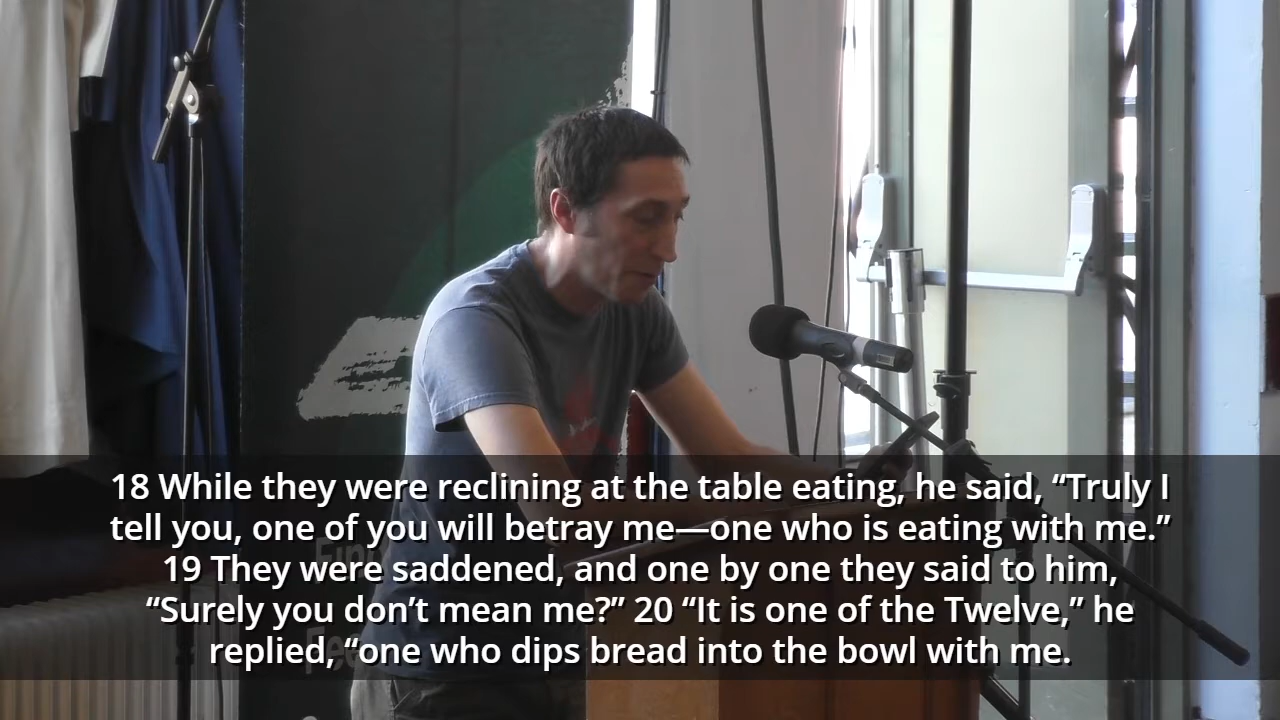 18 While they were reclining at the table eating, he said, “Truly I
tell you, one of you will betray me—one who is eating with me.”
19 They were saddened, and one by one they said to him,
“Surely you don’t mean me?” 20 “It is one of the Twelve,” he
replied, “one who dips bread into the bowl with me.